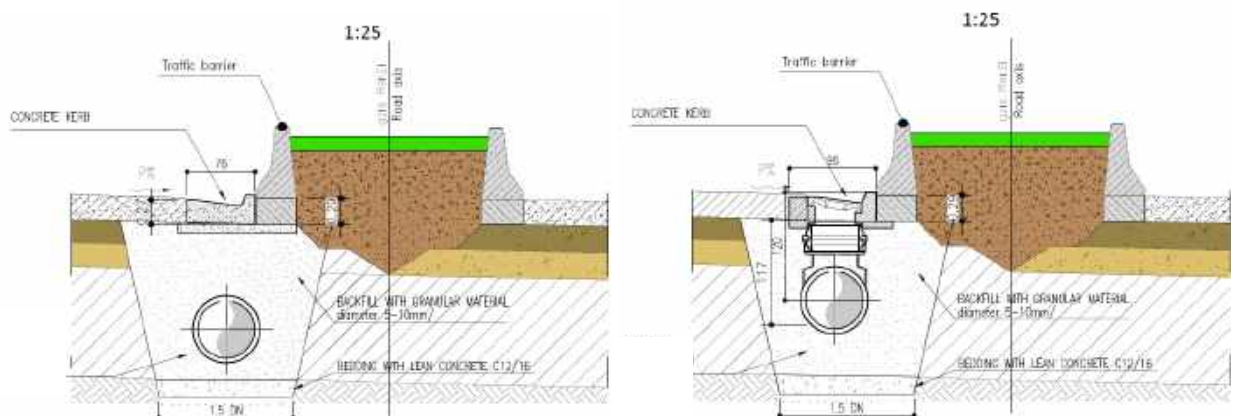 1:25
Traffic barrier
Road axis
CONCRETE KERB
76
BACKFILL WITH GRANULAR MATERIAL
diameter 5-10mm/
BEDDING WITH LEAN CONCRETE C12/16
1.5 DN
1:25
Traffic barrier
Road axis
CONCRETE KERB
96
120
117
BACKFILL WITH GRANULAR MATERIAL
diameter 5-10mm/
BEDDING WITH LEAN CONCRETE C12/16
1.5 DN